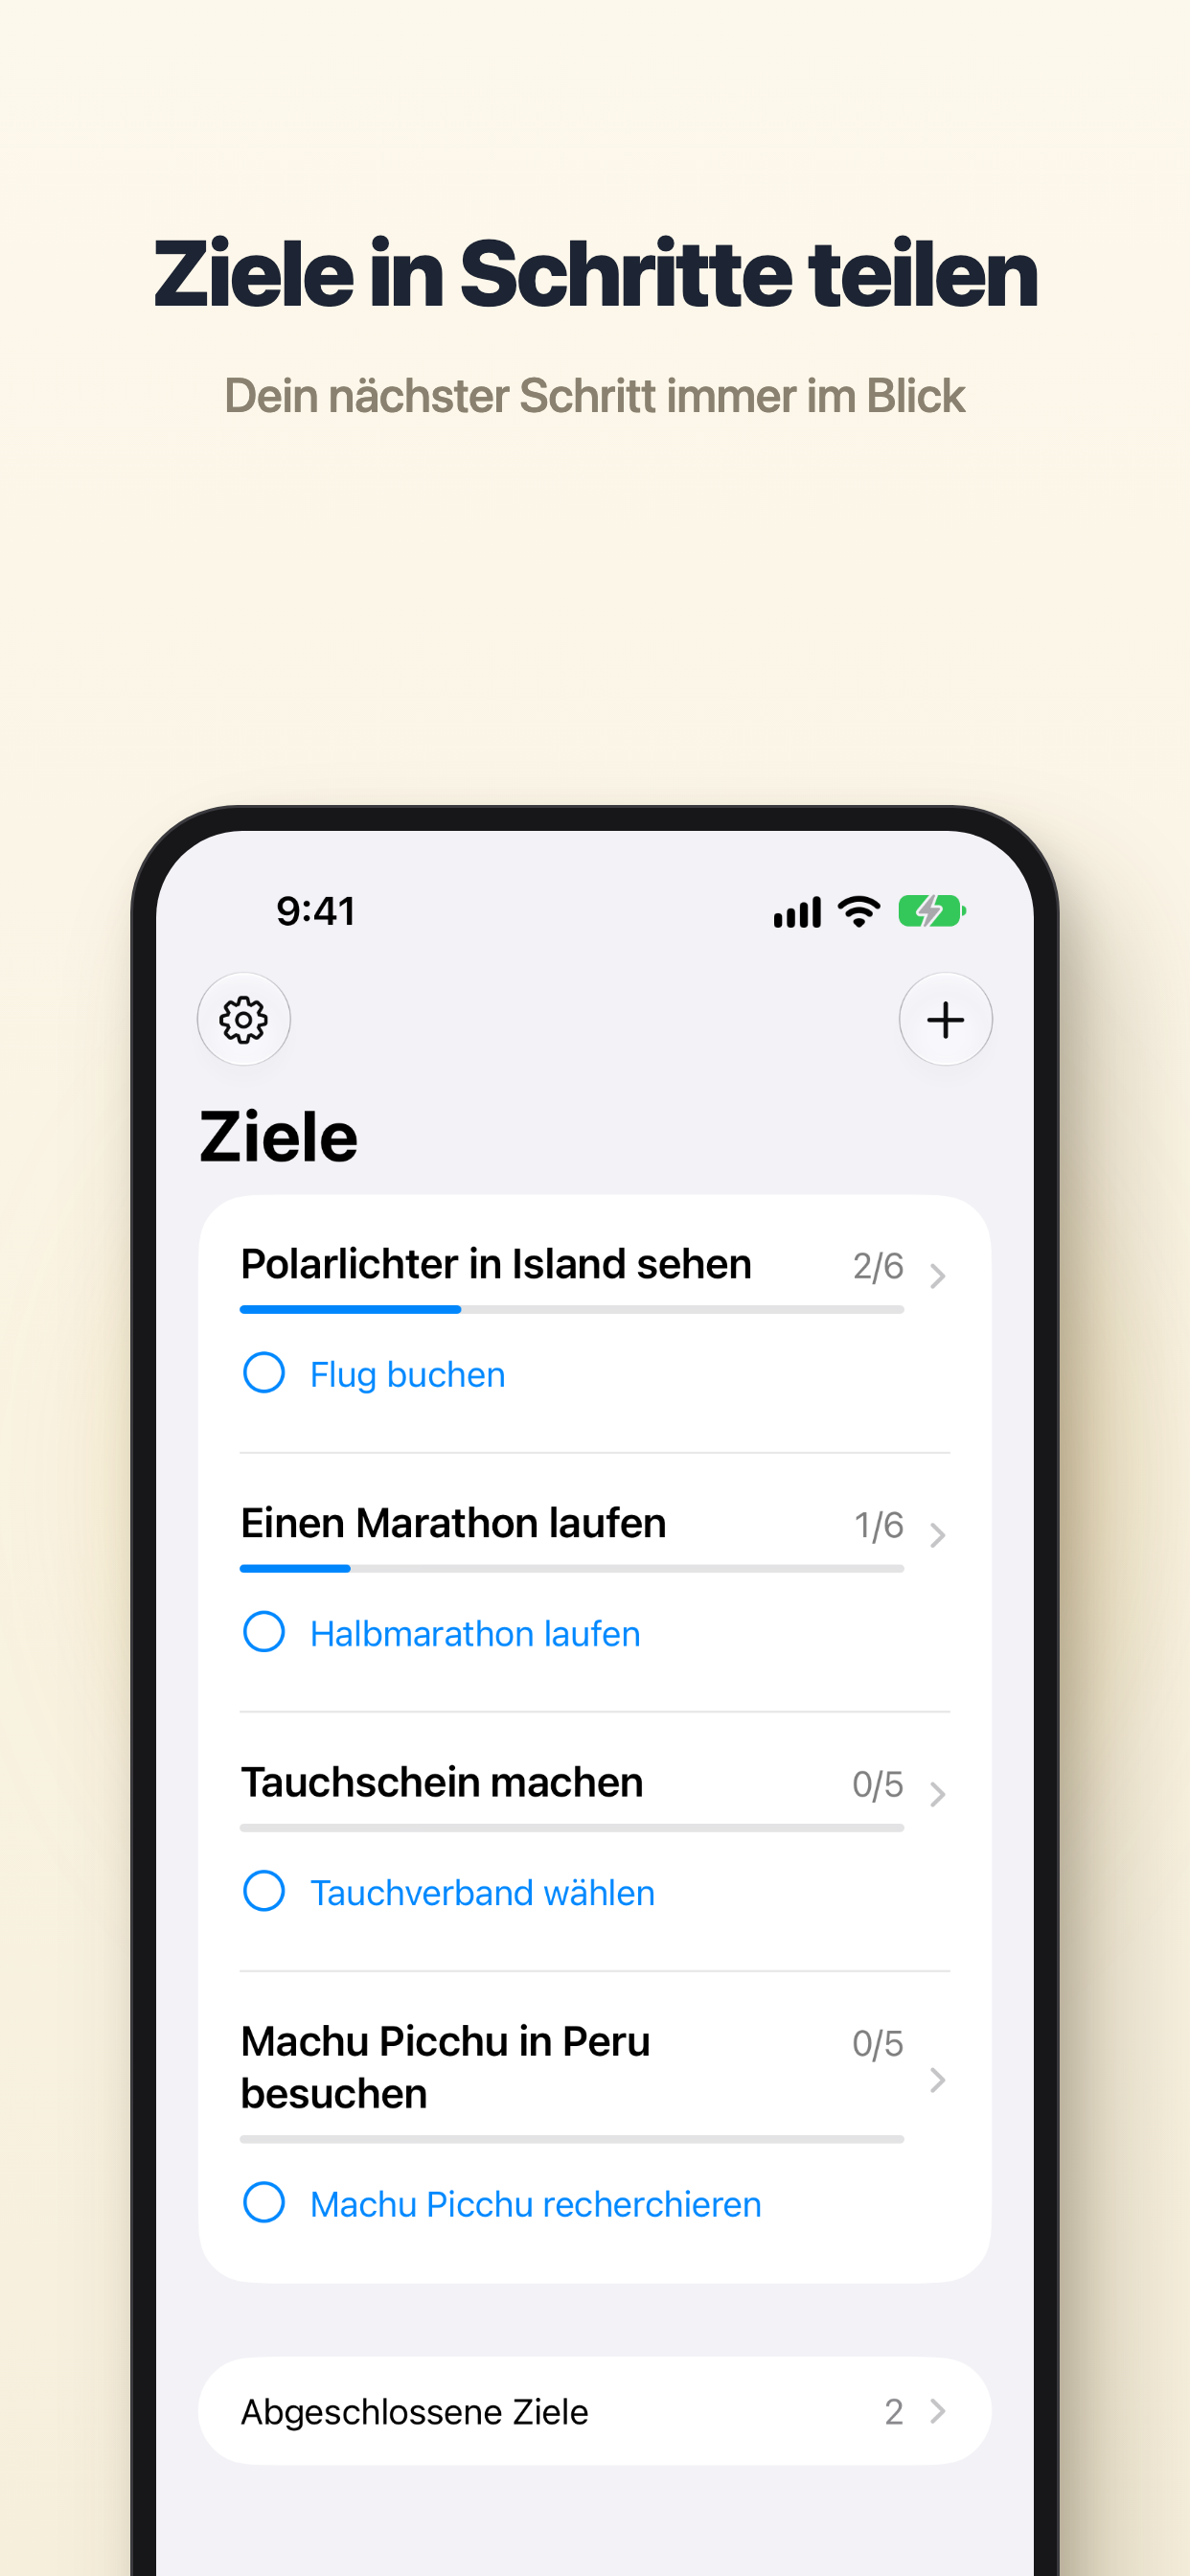 Ziele in Schritte teilen
Dein nächster Schritt immer im Blick
9:41
Ziele
Polarlichter in Island sehen 2/6
Flug buchen
Einen Marathon laufen 1/6
Halbmarathon laufen
Tauchschein machen 0/5
Tauchverband wählen
Machu Picchu in Peru 0/5
besuchen
Machu Picchu recherchieren
Abgeschlossene Ziele 2